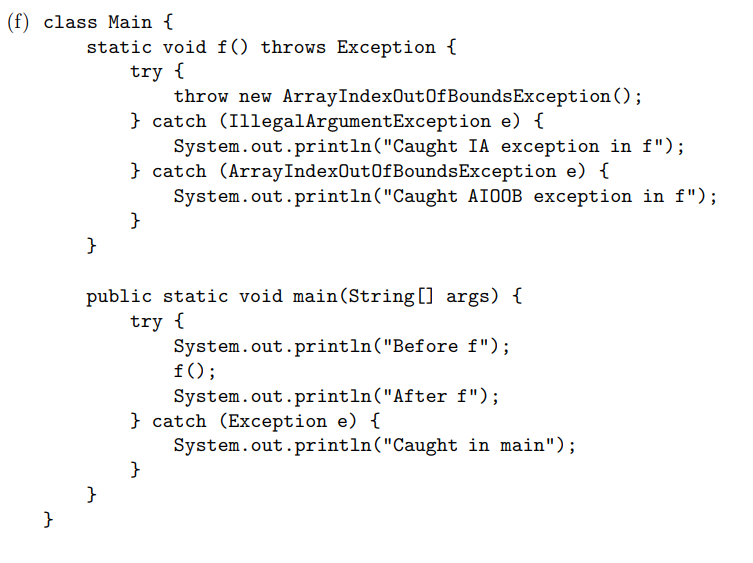 (f) class Main {
static void f() throws Exception {
try {
throw new ArrayIndexOutOfBoundsException();
} catch (IllegalArgumentException e) {
System.out.println("Caught IA exception in f");
} catch (ArrayIndexOutOfBoundsException e) {
System.out.println("Caught AIOOB exception in f");
}
}
public static void main(String[] args) {
try {
System.out.println("Before f");
f();
System.out.println("After f");
} catch (Exception e) {
System.out.println("Caught in main");
}
}
}